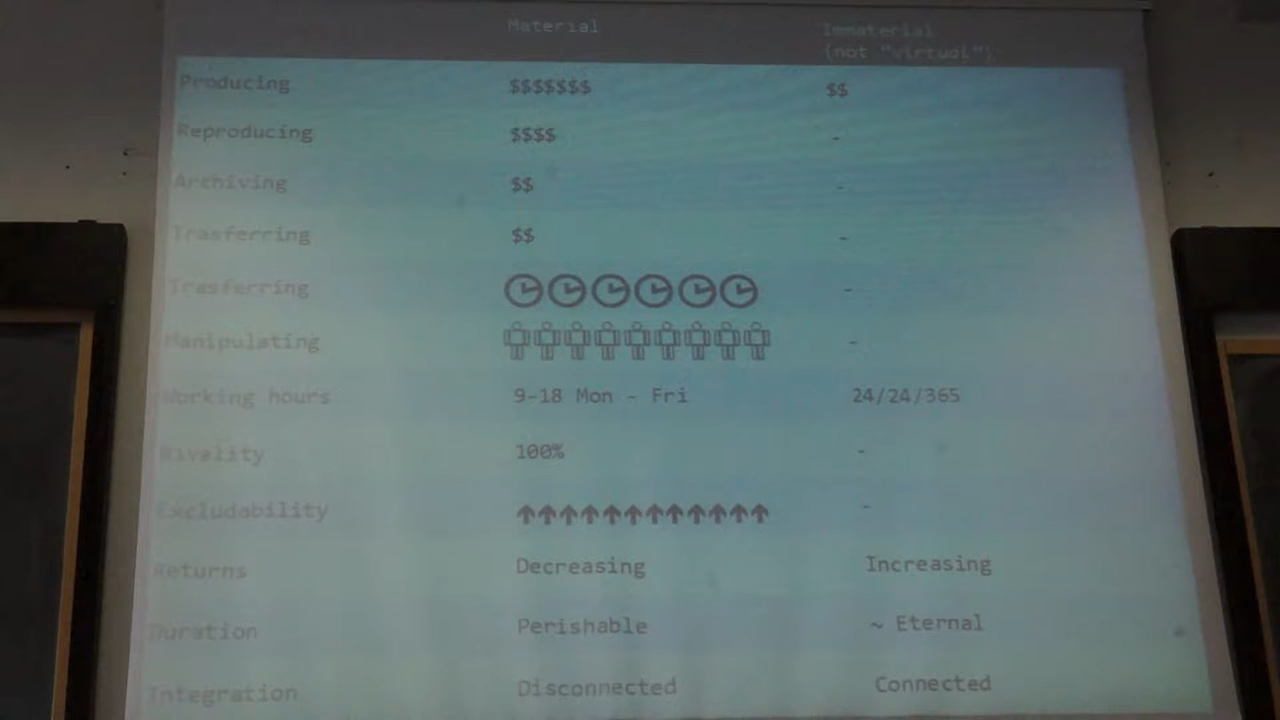 Material Immaterial
(not "virtual")
Producing $$$$$$$ $$
Reproducing $$$$ -
Archiving $$ -
Trasferring $$ -
Trasferring -
Manipulating -
Working hours 9-18 Mon - Fri 24/24/365
Rivality 100% -
Excludability ↑↑↑↑↑↑↑↑↑↑↑↑ -
Returns Decreasing Increasing
Duration Perishable ~ Eternal
Integration Disconnected Connected